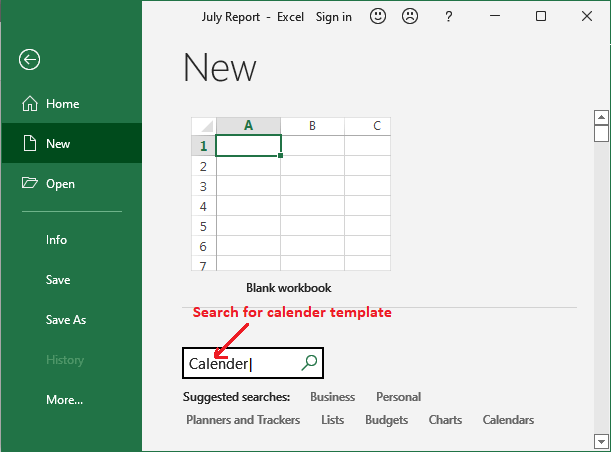 July Report - Excel Sign in ?
New
Home
New
Open
Info
Save
Save As
History
More...
A B C
1
2
3
4
5
6
7
Blank workbook
Search for calender template
Calender
Suggested searches: Business Personal
Planners and Trackers Lists Budgets Charts Calendars